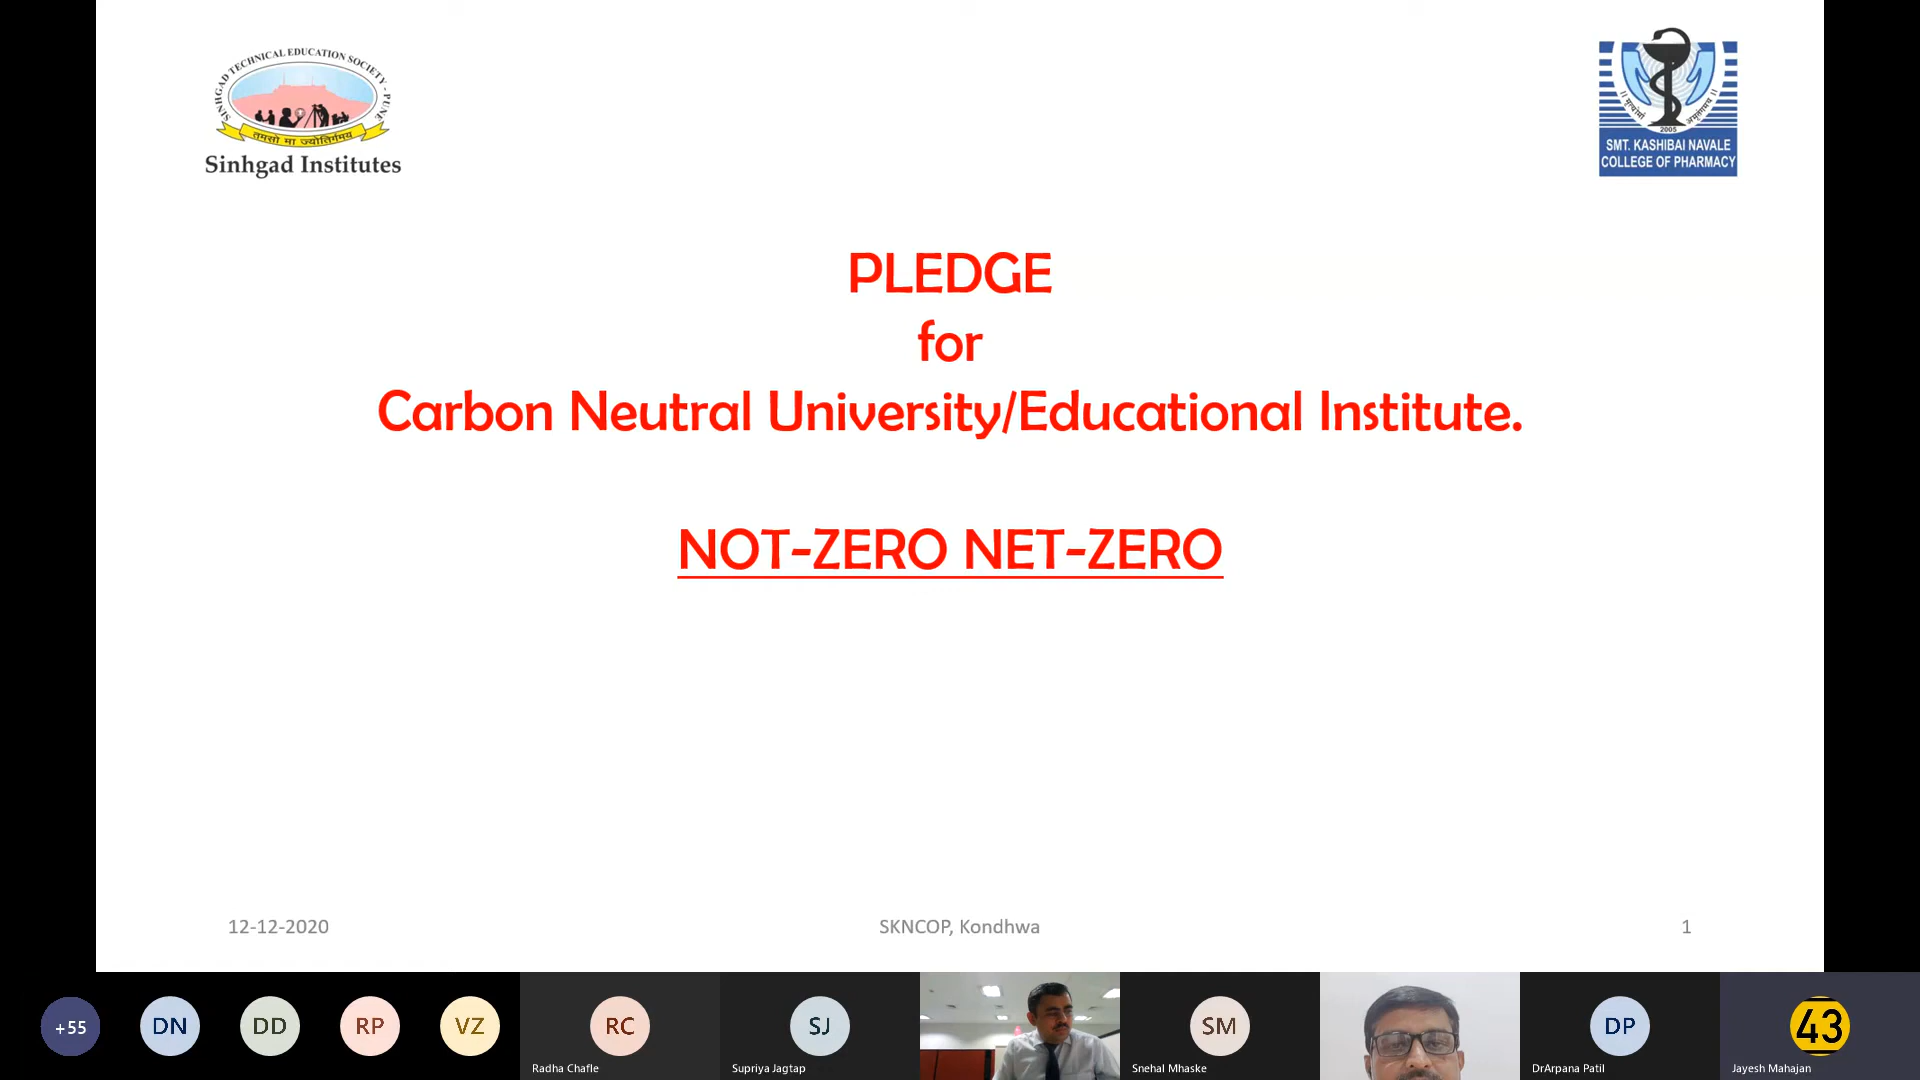 SINHGAD TECHNICAL EDUCATION SOCIETY - PUNE
तमसो मा ज्योतिर्गमय
Sinhgad Institutes
2005
SMT. KASHIBAI NAVALE
COLLEGE OF PHARMACY
PLEDGE
for
Carbon Neutral University/Educational Institute.
NOT-ZERO NET-ZERO
12-12-2020
SKNCOP, Kondhwa
1
+55
DN
DD
RP
VZ
RC
Radha Chafle
SJ
Supriya Jagtap
SM
Snehal Mhaske
DP
DrArpana Patil
43
Jayesh Mahajan